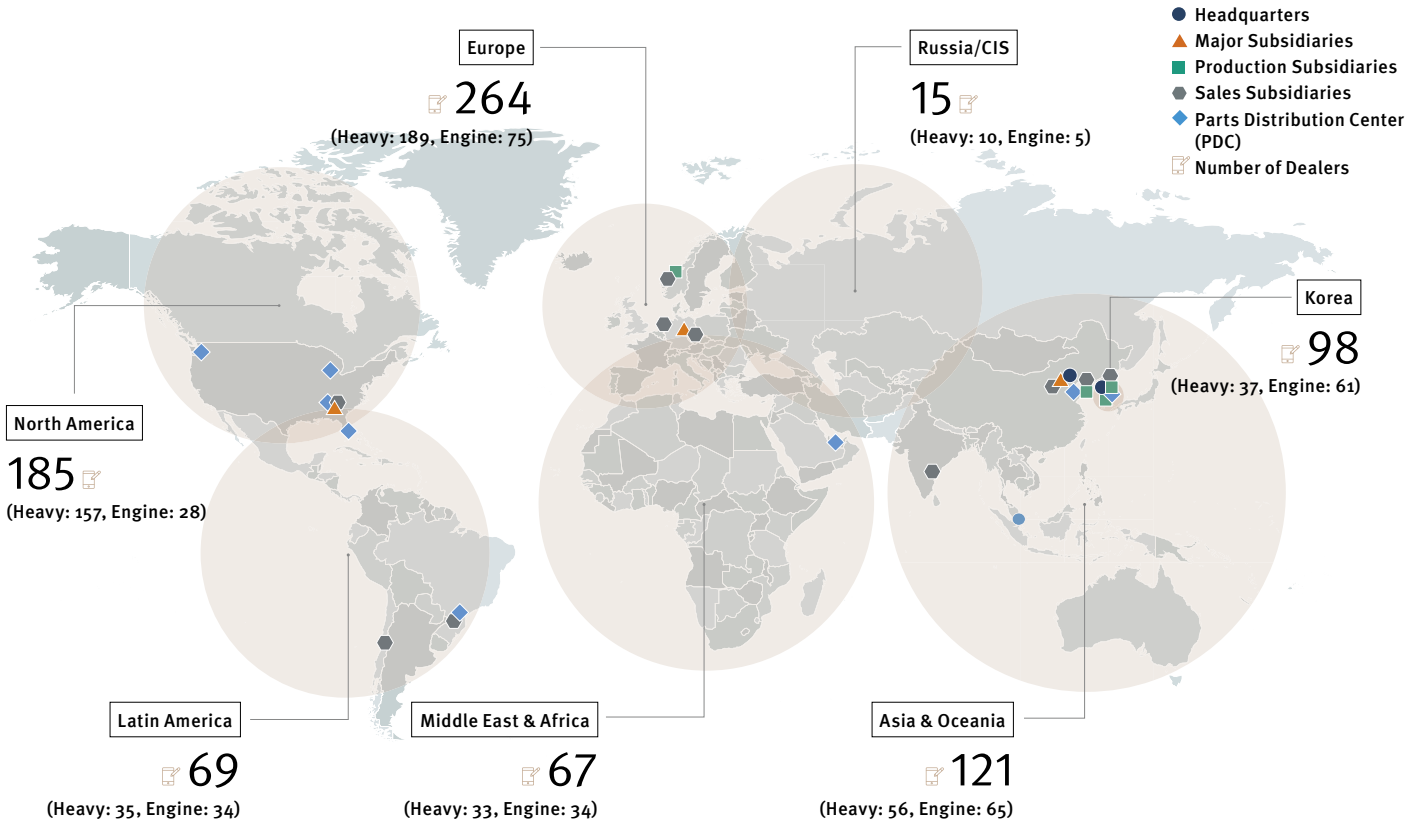 Headquarters
Major Subsidiaries
Production Subsidiaries
Sales Subsidiaries
Parts Distribution Center
(PDC)
Number of Dealers
Europe
264
(Heavy: 189, Engine: 75)
Russia/CIS
15
(Heavy: 10, Engine: 5)
Korea
98
(Heavy: 37, Engine: 61)
North America
185
(Heavy: 157, Engine: 28)
Latin America
69
(Heavy: 35, Engine: 34)
Middle East & Africa
67
(Heavy: 33, Engine: 34)
Asia & Oceania
121
(Heavy: 56, Engine: 65)